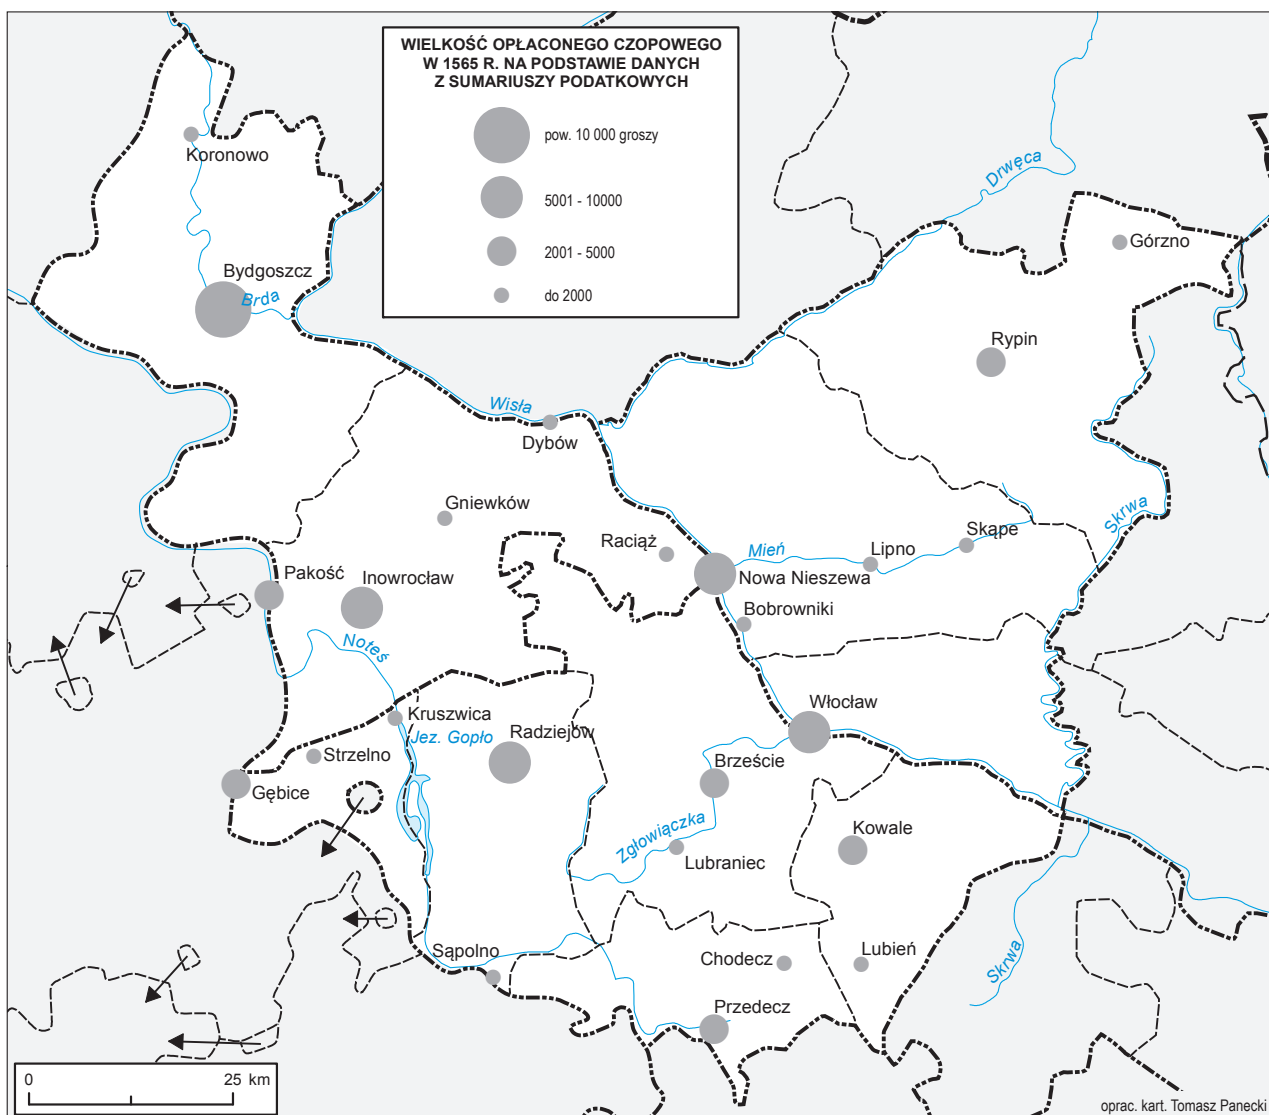 WIELKOŚĆ OPŁACONEGO CZOPOWEGO
W 1565 R. NA PODSTAWIE DANYCH
Z SUMARIUSZY PODATKOWYCH
pow. 10 000 groszy
5001 - 10000
2001 - 5000
do 2000
Koronowo
Drwęca
Górzno
Bydgoszcz
Brda
Rypin
Wisła
Dybów
Gniewków
Skrwa
Raciąż
Mień
Lipno
Skąpe
Pakość
Inowrocław
Nowa Nieszewa
Bobrowniki
Noteś
Kruszwica
Jez. Gopło
Radziejów
Włocław
Strzelno
Brzeście
Gębice
Zgłowiączka
Kowale
Lubraniec
Sąpolno
Chodecz
Lubień
Skrwa
Przedecz
0 25 km
oprac. kart. Tomasz Panecki